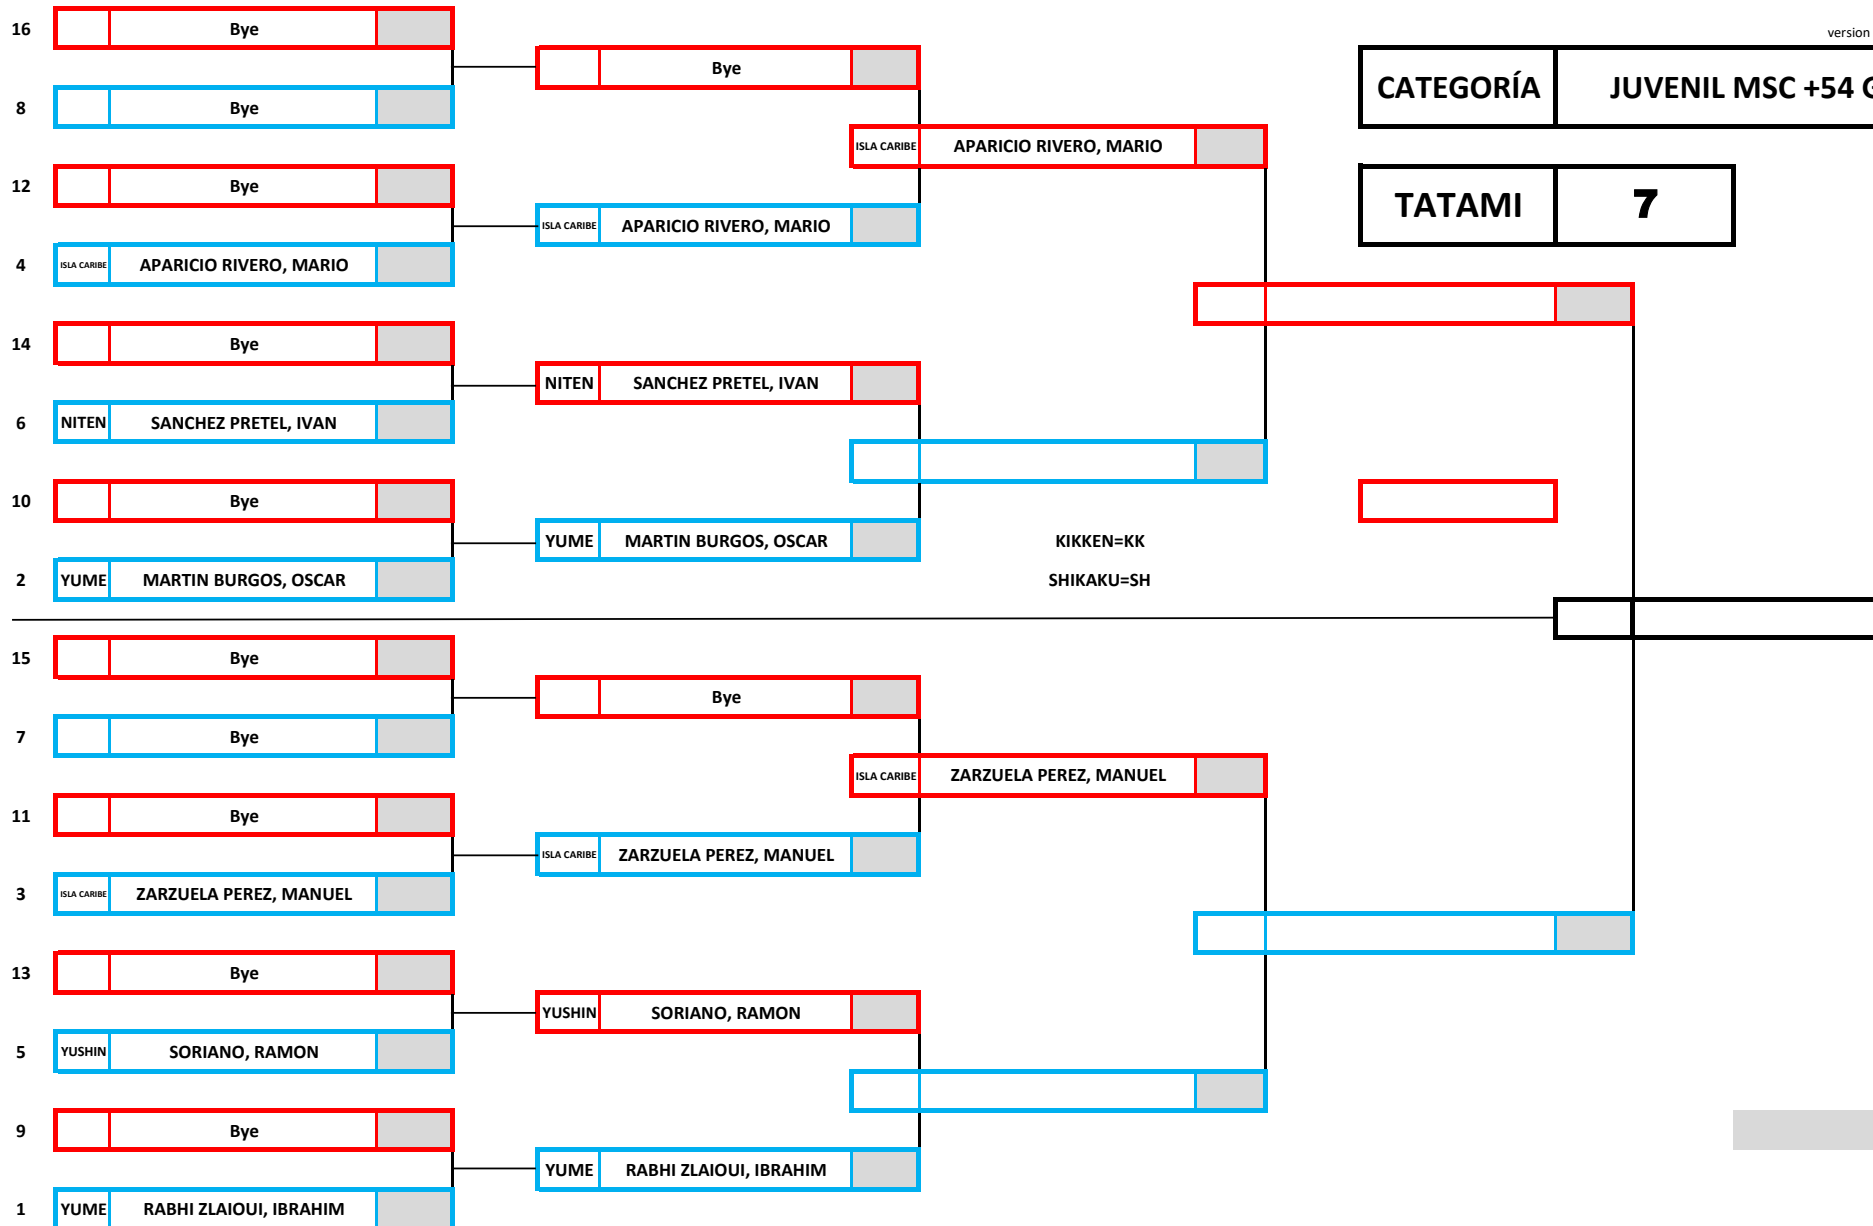 version
16 Bye
Bye
CATEGORÍA JUVENIL MSC +54
8 Bye
ISLA CARIBE APARICIO RIVERO, MARIO
12 Bye
TATAMI 7
ISLA CARIBE APARICIO RIVERO, MARIO
4 ISLA CARIBE APARICIO RIVERO, MARIO
14 Bye
NITEN SANCHEZ PRETEL, IVAN
6 NITEN SANCHEZ PRETEL, IVAN
10 Bye
YUME MARTIN BURGOS, OSCAR
KIKKEN=KK
2 YUME MARTIN BURGOS, OSCAR
SHIKAKU=SH
15 Bye
Bye
7 Bye
ISLA CARIBE ZARZUELA PEREZ, MANUEL
11 Bye
ISLA CARIBE ZARZUELA PEREZ, MANUEL
3 ISLA CARIBE ZARZUELA PEREZ, MANUEL
13 Bye
YUSHIN SORIANO, RAMON
5 YUSHIN SORIANO, RAMON
9 Bye
YUME RABHI ZLAIOUI, IBRAHIM
1 YUME RABHI ZLAIOUI, IBRAHIM